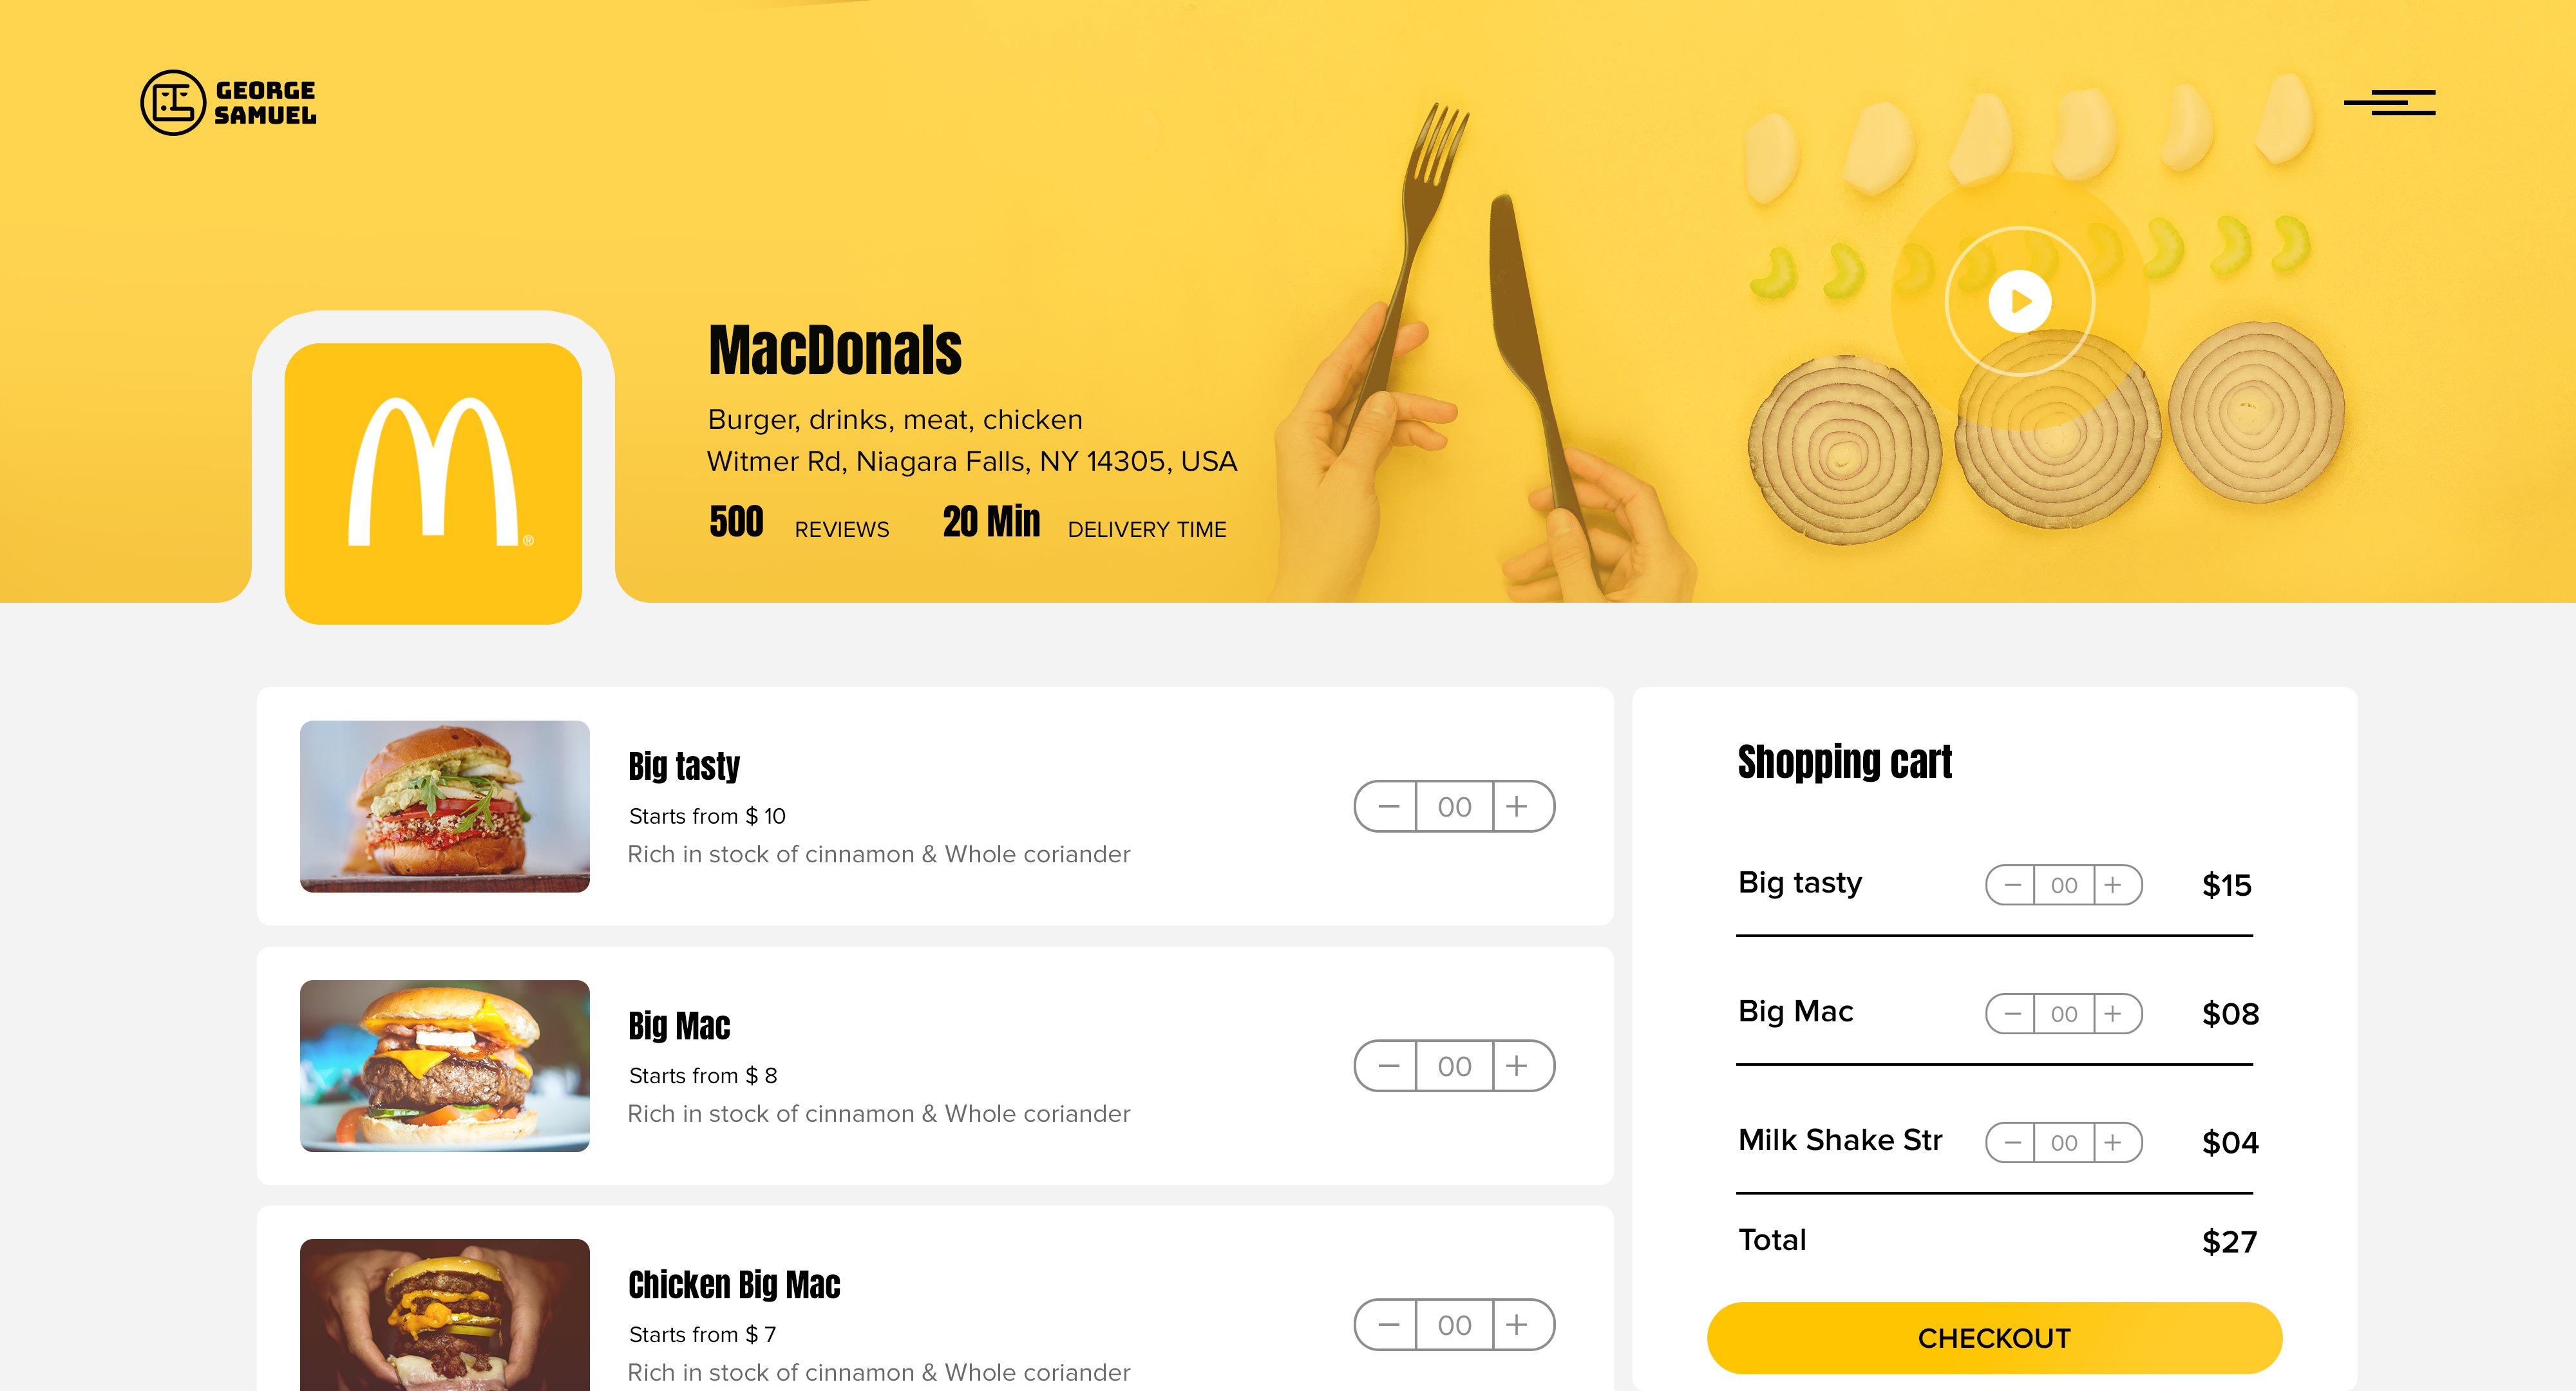 GEORGE
SAMUEL
MacDonals
Burger, drinks, meat, chicken
Witmer Rd, Niagara Falls, NY 14305, USA
500 REVIEWS 20 Min DELIVERY TIME
®
Big tasty
Starts from $ 10
Rich in stock of cinnamon & Whole coriander
— 00 +
Big Mac
Starts from $ 8
Rich in stock of cinnamon & Whole coriander
— 00 +
Chicken Big Mac
Starts from $ 7
Rich in stock of cinnamon & Whole coriander
— 00 +
Shopping cart
Big tasty — 00 + $15
Big Mac — 00 + $08
Milk Shake Str — 00 + $04
Total $27
CHECKOUT